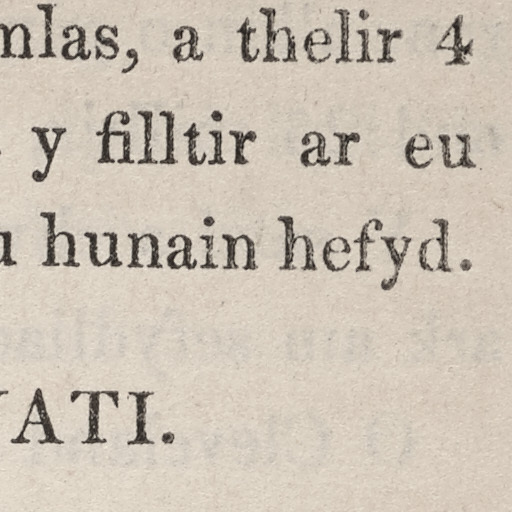 mlas, a thelir 4
y filltir ar eu
u hunain hefyd.
ATI.